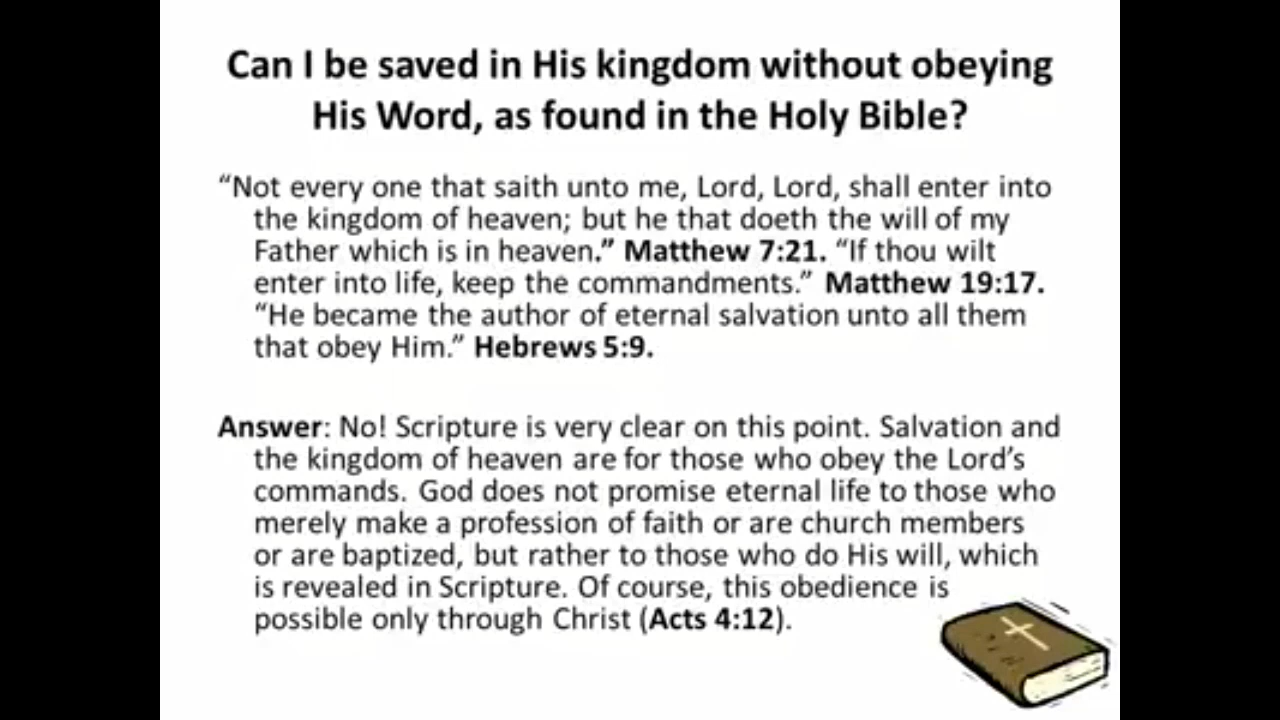 Can I be saved in His kingdom without obeying
His Word, as found in the Holy Bible?
“Not every one that saith unto me, Lord, Lord, shall enter into
the kingdom of heaven; but he that doeth the will of my
Father which is in heaven.” Matthew 7:21. “If thou wilt
enter into life, keep the commandments.” Matthew 19:17.
“He became the author of eternal salvation unto all them
that obey Him.” Hebrews 5:9.
Answer: No! Scripture is very clear on this point. Salvation and
the kingdom of heaven are for those who obey the Lord’s
commands. God does not promise eternal life to those who
merely make a profession of faith or are church members
or are baptized, but rather to those who do His will, which
is revealed in Scripture. Of course, this obedience is
possible only through Christ (Acts 4:12).